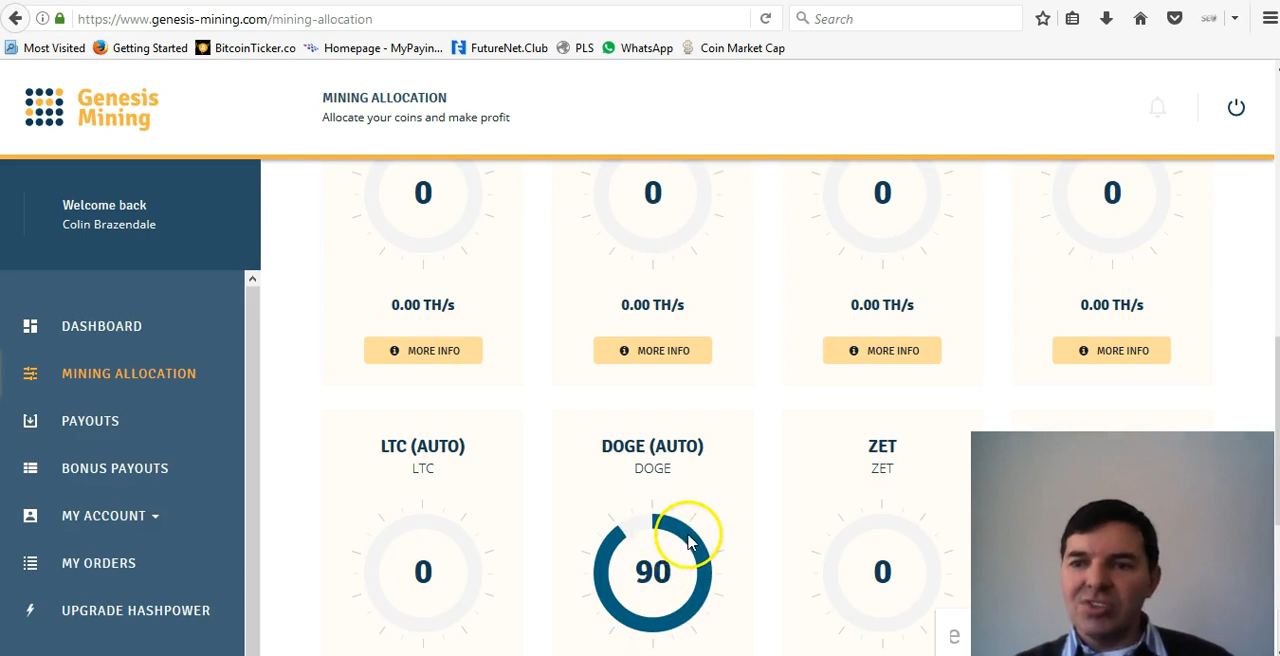 https://www.genesis-mining.com/mining-allocation
Search
Most Visited
Getting Started
BitcoinTicker.co
Homepage - MyPayin...
FutureNet.Club
PLS
WhatsApp
Coin Market Cap
Genesis
Mining
MINING ALLOCATION
Allocate your coins and make profit
Welcome back
Colin Brazendale
DASHBOARD
MINING ALLOCATION
PAYOUTS
BONUS PAYOUTS
MY ACCOUNT
MY ORDERS
UPGRADE HASHPOWER
0 0 0 0
0.00 TH/s 0.00 TH/s 0.00 TH/s 0.00 TH/s
MORE INFO MORE INFO MORE INFO MORE INFO
LTC (AUTO) DOGE (AUTO) ZET
LTC DOGE ZET
0 90 0
e